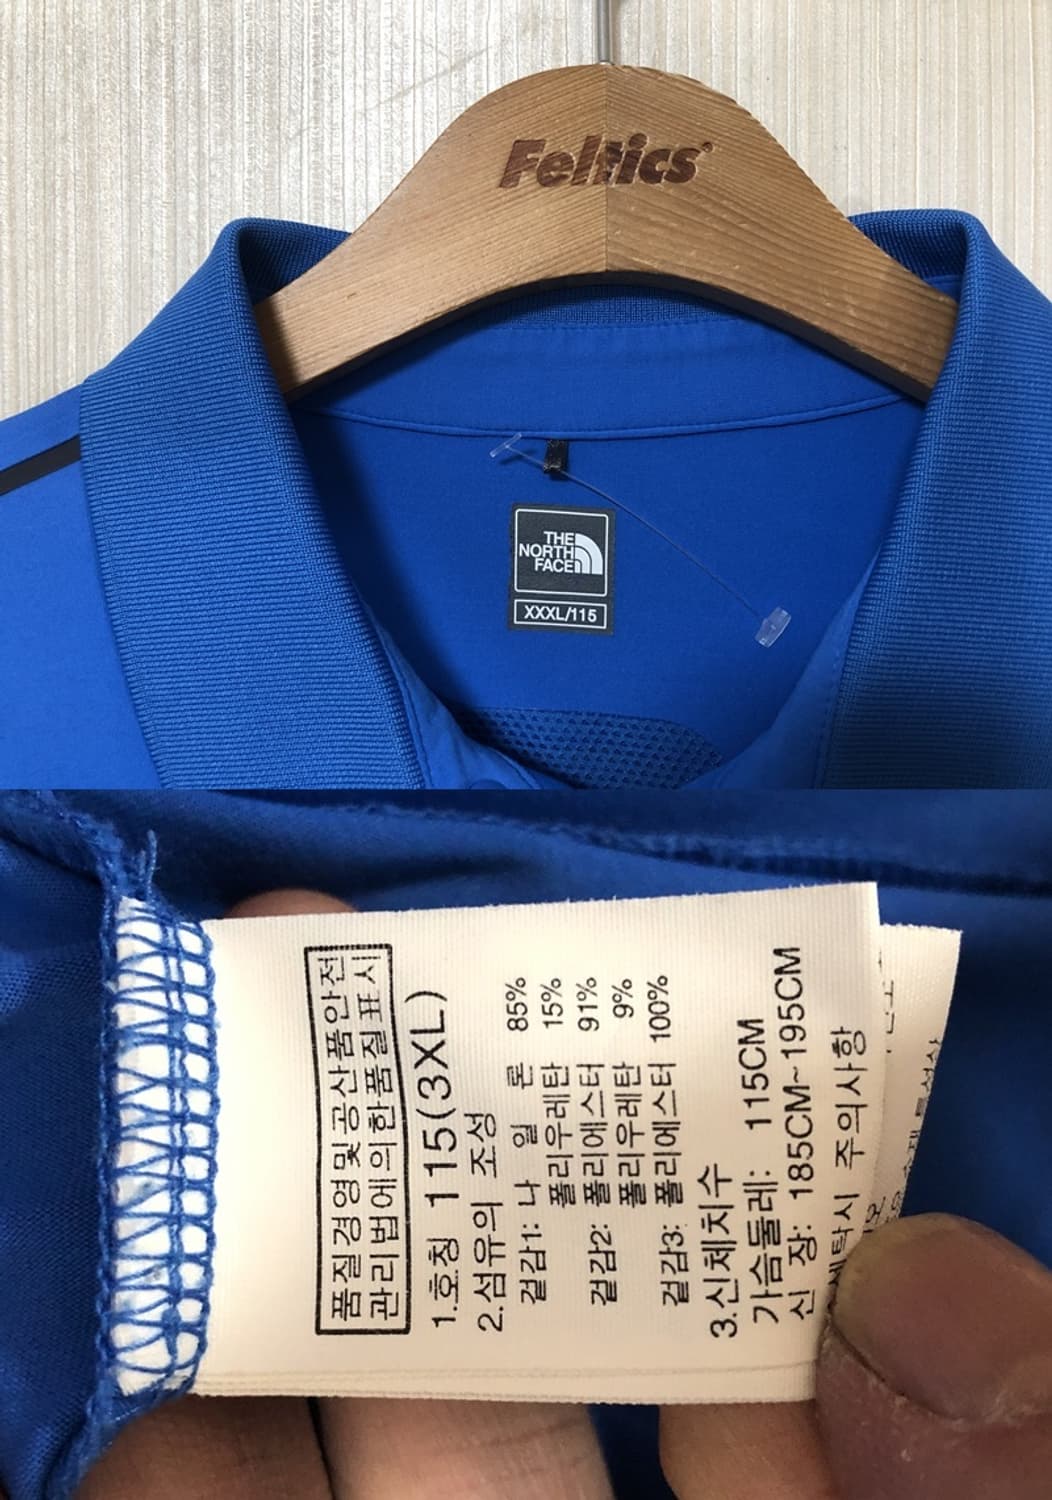 Feltics
THE
NORTH
FACE
XXXL/115
품질경영및공산품안전
관리법에의한품질표시
1.호칭 115(3XL)
2.섬유의 조성
겉감1: 나 일 론 85%
폴리우레탄 15%
겉감2: 폴리에스터 91%
폴리우레탄 9%
겉감3: 폴리에스터 100%
3.신체치수
가슴둘레: 115CM
신 장: 185CM~195CM
세탁시 주의사항